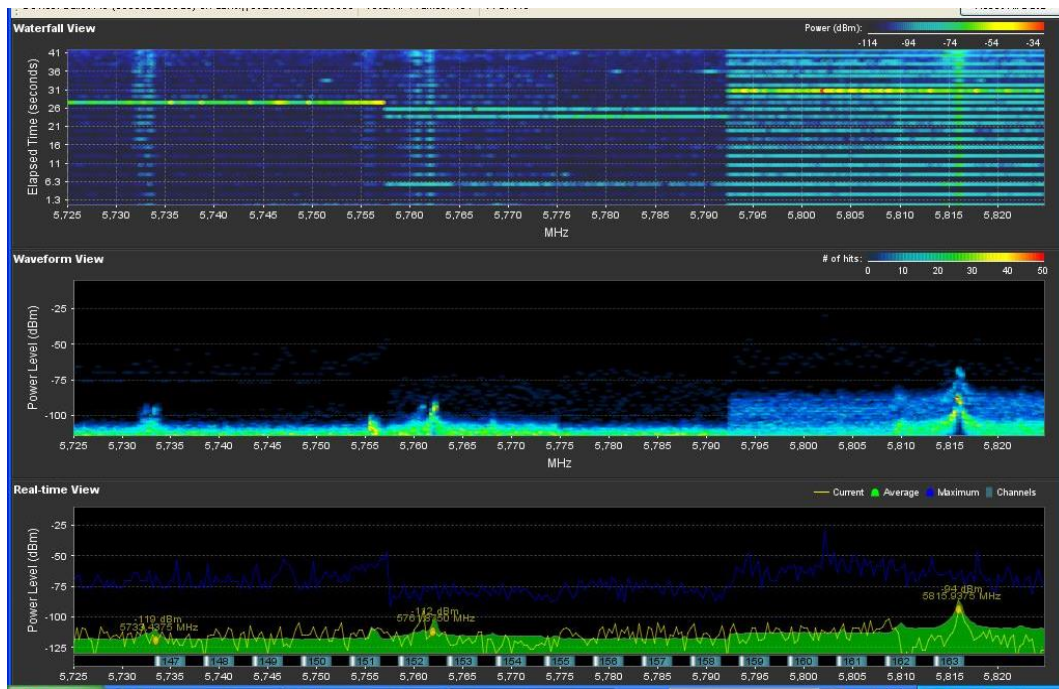 Waterfall View
Power (dBm):
-114 -94 -74 -54 -34
Elapsed Time (seconds)
41
36
31
26
21
16
11
6.3
1.3
5,725 5,730 5,735 5,740 5,745 5,750 5,755 5,760 5,765 5,770 5,775 5,780 5,785 5,790 5,795 5,800 5,805 5,810 5,815 5,820
MHz
Waveform View
# of hits:
0 10 20 30 40 50
Power Level (dBm)
-25
-50
-75
-100
5,725 5,730 5,735 5,740 5,745 5,750 5,755 5,760 5,765 5,770 5,775 5,780 5,785 5,790 5,795 5,800 5,805 5,810 5,815 5,820
MHz
Real-time View
Current Average Maximum Channels
Power Level (dBm)
-25
-50
-75
-100
-125
-119 dBm
5733.4375 MHz
-112 dBm
MHz
-94 dBm
5815.9375 MHz
147 148 149 150 151 152 153 154 155 156 157 158 159 160 161 162 163
5,725 5,730 5,735 5,740 5,745 5,750 5,755 5,760 5,765 5,770 5,775 5,780 5,785 5,790 5,795 5,800 5,805 5,810 5,815 5,820